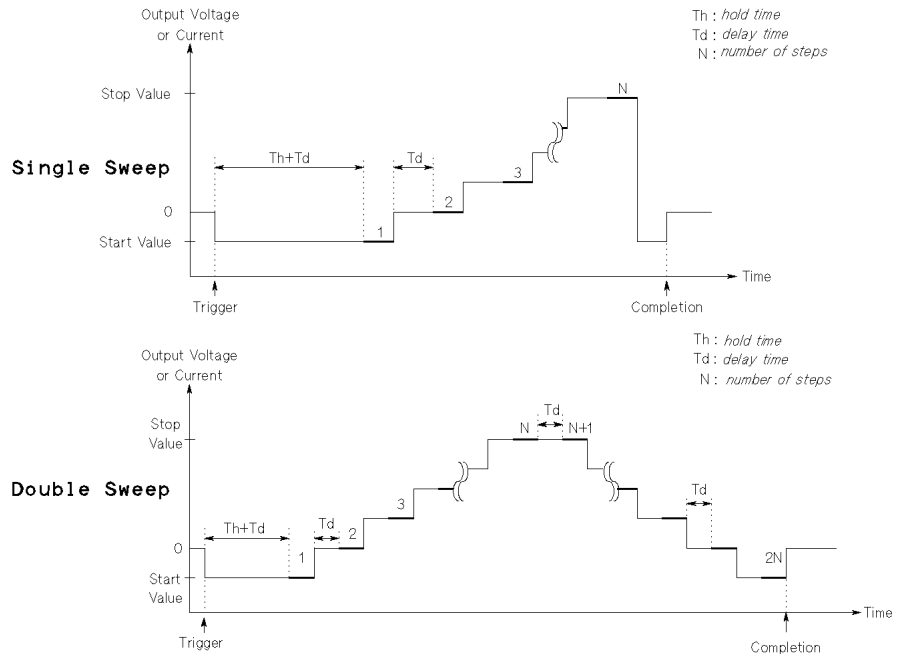 Output Voltage
or Current
Th : hold time
Td : delay time
N : number of steps
Stop Value
N
Single Sweep
Th+Td
Td
3
2
0
1
Start Value
Time
Trigger
Completion
Th : hold time
Td : delay time
N : number of steps
Output Voltage
or Current
Stop
Value
N
Td
N+1
Double Sweep
Td
3
Th+Td
Td
2
0
1
2N
Start
Value
Time
Trigger
Completion